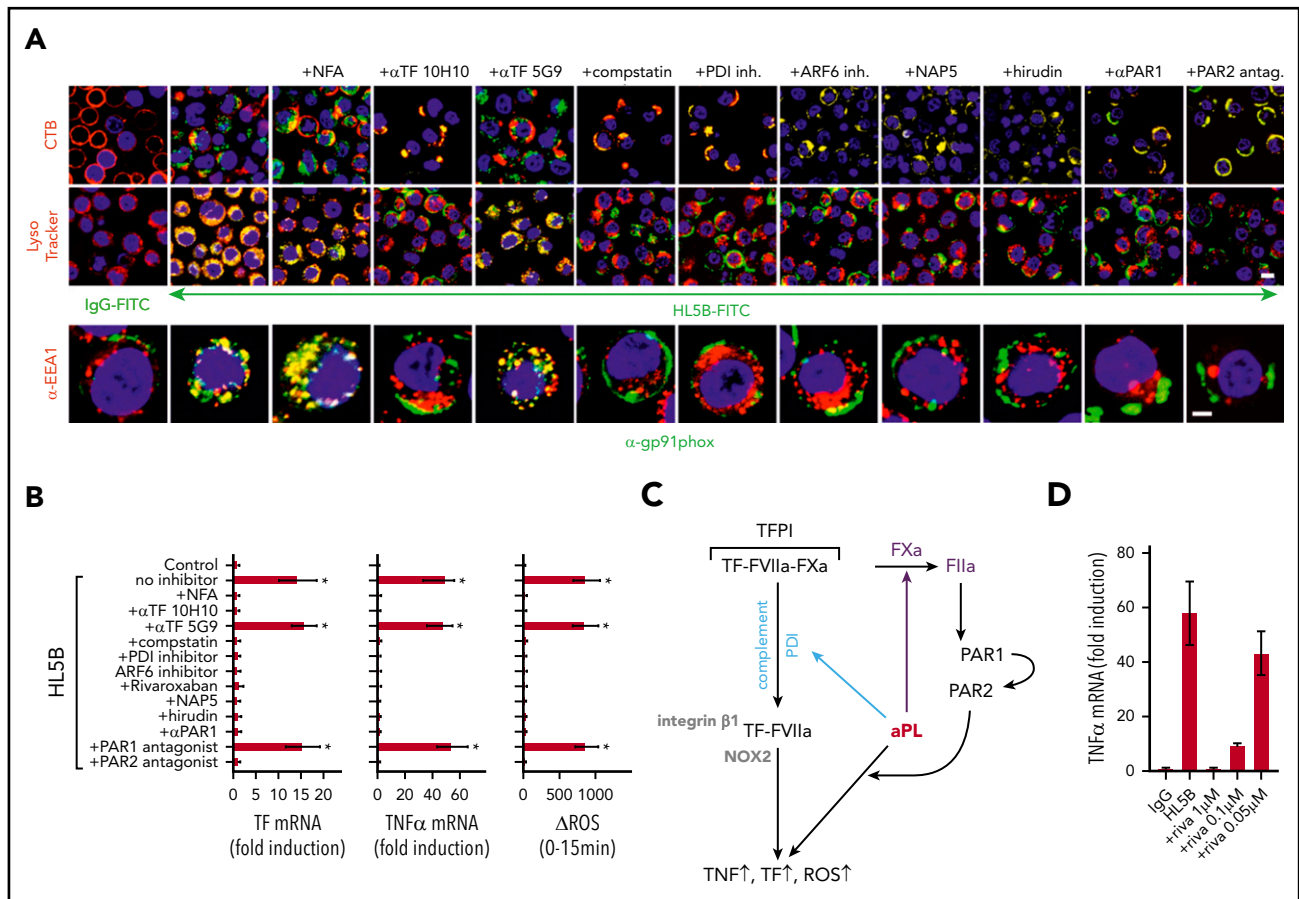 A
+NFA +αTF 10H10 +αTF 5G9 +compstatin +PDI inh. +ARF6 inh. +NAP5 +hirudin +αPAR1 +PAR2 antag.
CTB
Lyso
Tracker
IgG-FITC
HL5B-FITC
α-EEA1
α-gp91phox
B
HL5B
Control
no inhibitor
+NFA
+αTF 10H10
+αTF 5G9
+compstatin
+PDI inhibitor
ARF6 inhibitor
+Rivaroxaban
+NAP5
+hirudin
+αPAR1
+PAR1 antagonist
+PAR2 antagonist
* * *
* * *
* * *
0 5 10 15 20
TF mRNA
(fold induction)
0 20 40 60
TNFα mRNA
(fold induction)
0 500 1000
ΔROS
(0-15min)
C
TFPI
TF-FVIIa-FXa
FXa
FIIa
complement
PDI
PAR1
PAR2
integrin β1
TF-FVIIa
aPL
NOX2
TNF↑, TF↑, ROS↑
D
TNFα mRNA (fold induction)
80
60
40
20
0
IgG
HL5B
+riva 1μM
+riva 0.1μM
+riva 0.05μM